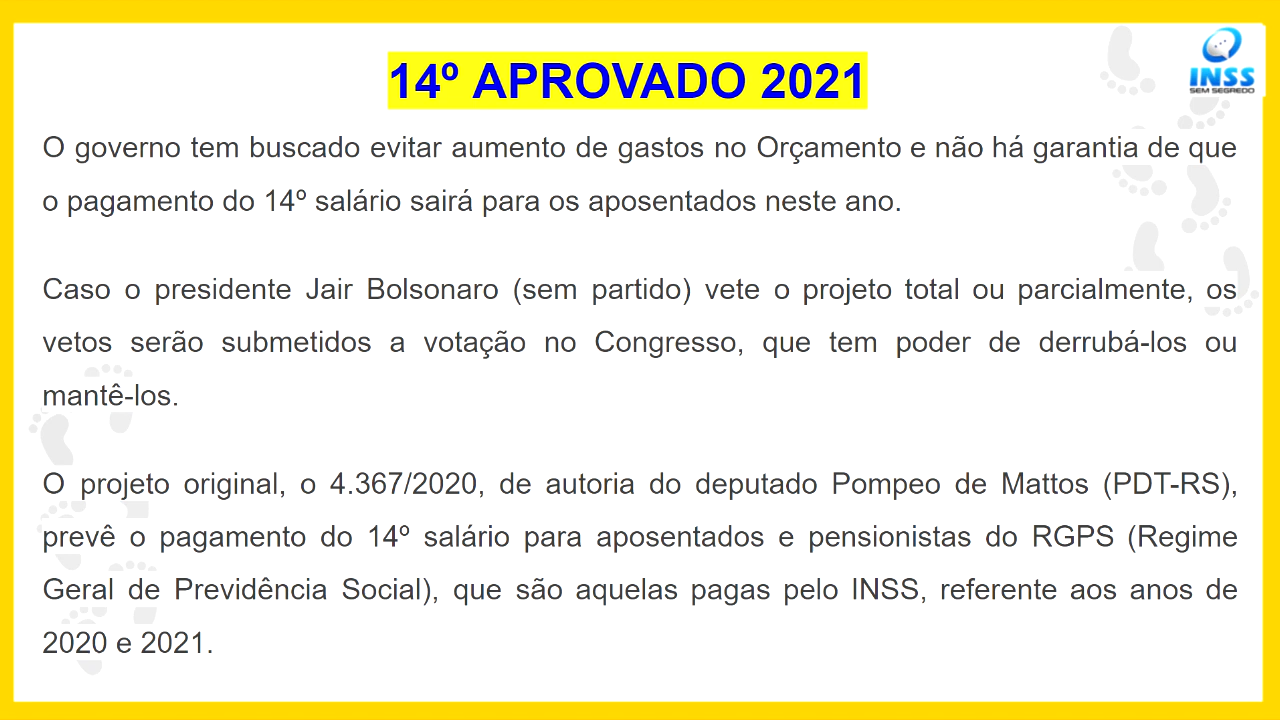 14º APROVADO 2021
INSS
SEM SEGREDO
O governo tem buscado evitar aumento de gastos no Orçamento e não há garantia de que
o pagamento do 14º salário sairá para os aposentados neste ano.
Caso o presidente Jair Bolsonaro (sem partido) vete o projeto total ou parcialmente, os
vetos serão submetidos a votação no Congresso, que tem poder de derrubá-los ou
mantê-los.
O projeto original, o 4.367/2020, de autoria do deputado Pompeo de Mattos (PDT-RS),
prevê o pagamento do 14º salário para aposentados e pensionistas do RGPS (Regime
Geral de Previdência Social), que são aquelas pagas pelo INSS, referente aos anos de
2020 e 2021.